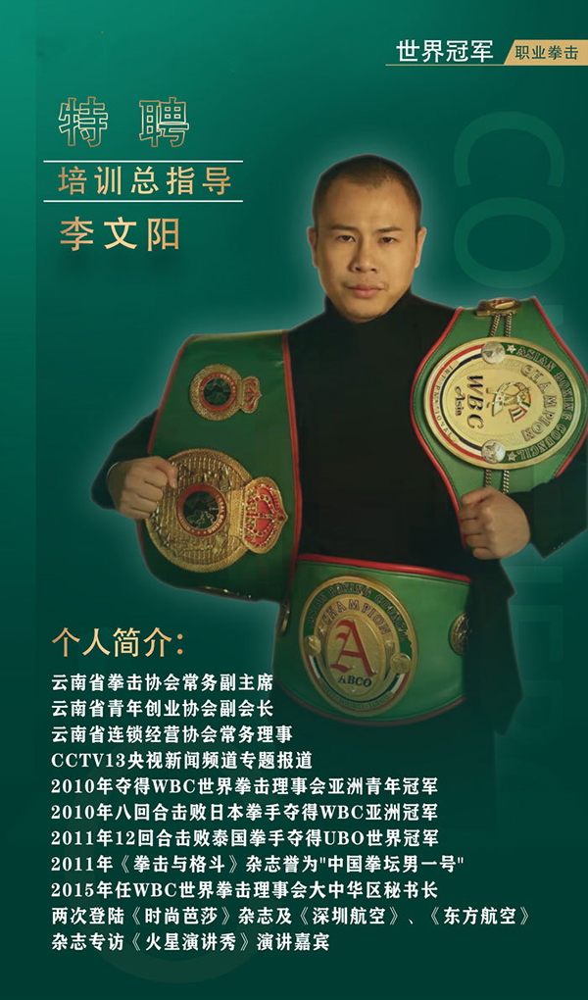 世界冠军 职业拳击
特聘
培训总指导
李文阳
ASIAN BOXING COUNCIL
CHAMPION
WBC
Asia
CHAMPION
A
ABCO
个人简介：
云南省拳击协会常务副主席
云南省青年创业协会副会长
云南省连锁经营协会常务理事
CCTV13央视新闻频道专题报道
2010年夺得WBC世界拳击理事会亚洲青年冠军
2010年八回合击败日本拳手夺得WBC亚洲冠军
2011年12回合击败泰国拳手夺得UBO世界冠军
2011年《拳击与格斗》杂志誉为"中国拳坛男一号"
2015年任WBC世界拳击理事会大中华区秘书长
两次登陆《时尚芭莎》杂志及《深圳航空》、《东方航空》
杂志专访《火星演讲秀》演讲嘉宾